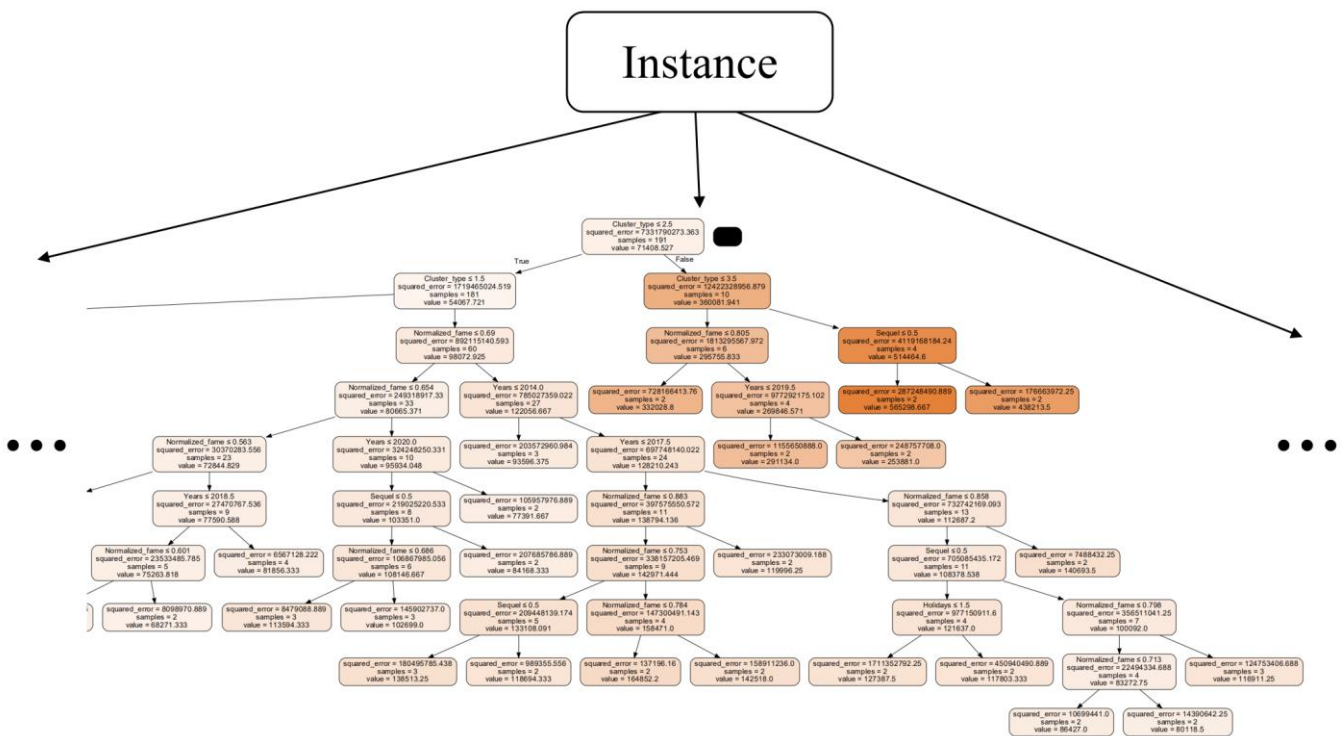 Instance
Cluster_type ≤ 2.5
squared_error = 7331790273.363
samples = 191
value = 71408.527
True
False
Cluster_type ≤ 1.5
squared_error = 1719465024.519
samples = 181
value = 54067.721
Cluster_type ≤ 3.5
squared_error = 12422328956.879
samples = 10
value = 360081.941
Normalized_fame ≤ 0.69
squared_error = 892115140.593
samples = 60
value = 98072.925
Normalized_fame ≤ 0.805
squared_error = 1813295567.972
samples = 6
value = 295755.833
Sequel ≤ 0.5
squared_error = 4119168184.24
samples = 4
value = 514464.6
Normalized_fame ≤ 0.654
squared_error = 249318917.33
samples = 33
value = 80665.371
Years ≤ 2014.0
squared_error = 785027359.022
samples = 27
value = 122056.667
squared_error = 728166413.76
samples = 2
value = 332028.8
Years ≤ 2019.5
squared_error = 977292175.102
samples = 4
value = 269846.571
squared_error = 287248490.889
samples = 2
value = 565298.667
squared_error = 176663972.25
samples = 2
value = 438213.5
Normalized_fame ≤ 0.563
squared_error = 30370283.556
samples = 23
value = 72844.829
Years ≤ 2020.0
squared_error = 324248250.331
samples = 10
value = 95934.048
squared_error = 203572960.984
samples = 3
value = 93596.375
Years ≤ 2017.5
squared_error = 697748140.022
samples = 24
value = 128210.243
squared_error = 1155650888.0
samples = 2
value = 291134.0
squared_error = 248757708.0
samples = 2
value = 253881.0
Years ≤ 2018.5
squared_error = 27470767.536
samples = 9
value = 77590.588
Sequel ≤ 0.5
squared_error = 219025220.533
samples = 8
value = 103351.0
squared_error = 105957976.889
samples = 2
value = 77391.667
Normalized_fame ≤ 0.883
squared_error = 397575550.572
samples = 11
value = 138794.136
Normalized_fame ≤ 0.858
squared_error = 732742169.093
samples = 13
value = 112687.2
Normalized_fame ≤ 0.601
squared_error = 23533485.785
samples = 5
value = 75263.818
squared_error = 6567128.222
samples = 4
value = 81856.333
Normalized_fame ≤ 0.686
squared_error = 106867985.056
samples = 6
value = 108146.667
squared_error = 207685786.889
samples = 2
value = 84168.333
Normalized_fame ≤ 0.753
squared_error = 338157205.469
samples = 9
value = 142971.444
squared_error = 233073009.188
samples = 2
value = 119996.25
Sequel ≤ 0.5
squared_error = 705085435.172
samples = 11
value = 108378.538
squared_error = 7488432.25
samples = 2
value = 140693.5
squared_error = 8098970.889
samples = 2
value = 68271.333
squared_error = 8479088.889
samples = 3
value = 113594.333
squared_error = 145902737.0
samples = 3
value = 102699.0
Sequel ≤ 0.5
squared_error = 209448139.174
samples = 5
value = 133108.091
Normalized_fame ≤ 0.784
squared_error = 147300491.143
samples = 4
value = 158471.0
Holidays ≤ 1.5
squared_error = 977150911.6
samples = 4
value = 121637.0
Normalized_fame ≤ 0.798
squared_error = 356511041.25
samples = 7
value = 100092.0
squared_error = 180495785.438
samples = 3
value = 138513.25
squared_error = 989355.556
samples = 2
value = 118694.333
squared_error = 137196.16
samples = 2
value = 164852.2
squared_error = 158911236.0
samples = 2
value = 142518.0
squared_error = 1711352792.25
samples = 2
value = 127387.5
squared_error = 450940490.889
samples = 2
value = 117803.333
Normalized_fame ≤ 0.713
squared_error = 22494334.688
samples = 4
value = 83272.75
squared_error = 124753406.688
samples = 3
value = 116911.25
squared_error = 10699441.0
samples = 2
value = 86427.0
squared_error = 14390642.25
samples = 2
value = 80118.5